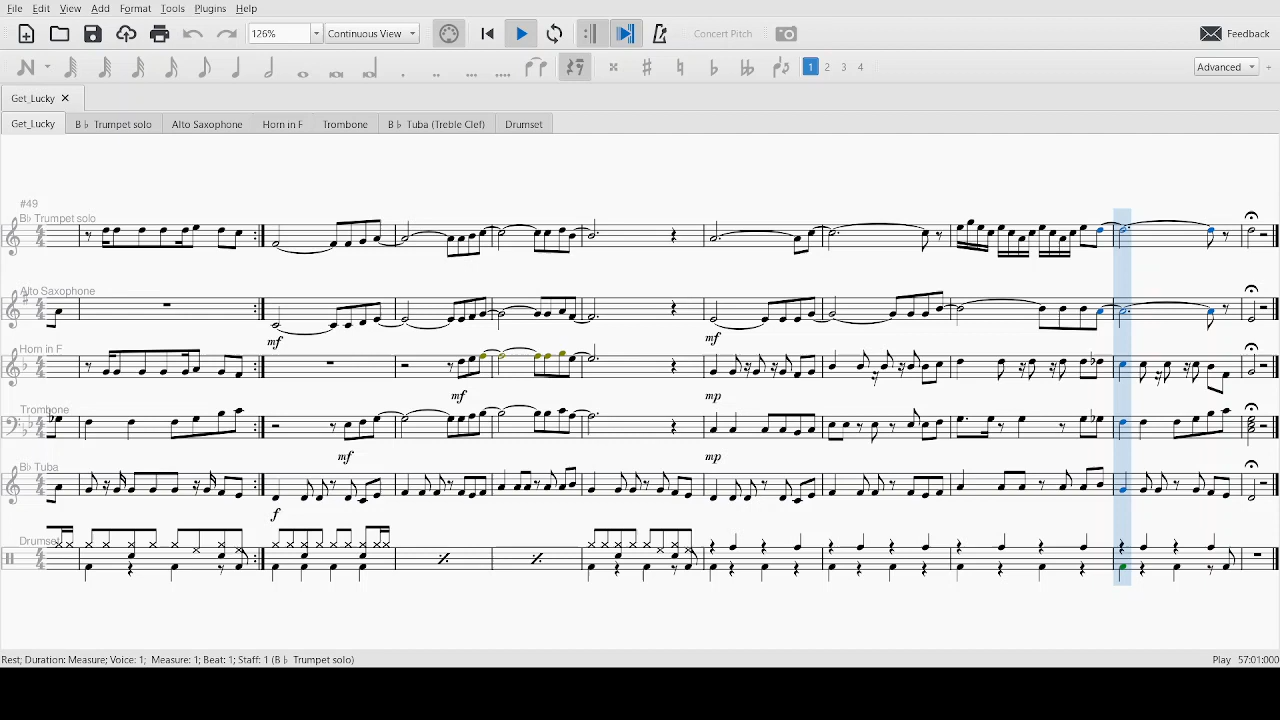 File Edit View Add Format Tools Plugins Help
126% Continuous View Concert Pitch Feedback
1 2 3 4 Advanced
Get_Lucky
Get_Lucky B♭ Trumpet solo Alto Saxophone Horn in F Trombone B♭ Tuba (Treble Clef) Drumset
#49
B♭ Trumpet solo
Alto Saxophone
mf mf
Horn in F
mf mp
Trombone
mf mp
B♭ Tuba
f
Drumset
Rest; Duration: Measure; Voice: 1; Measure: 1; Beat: 1; Staff: 1 (B♭ Trumpet solo) Play 57:01:000